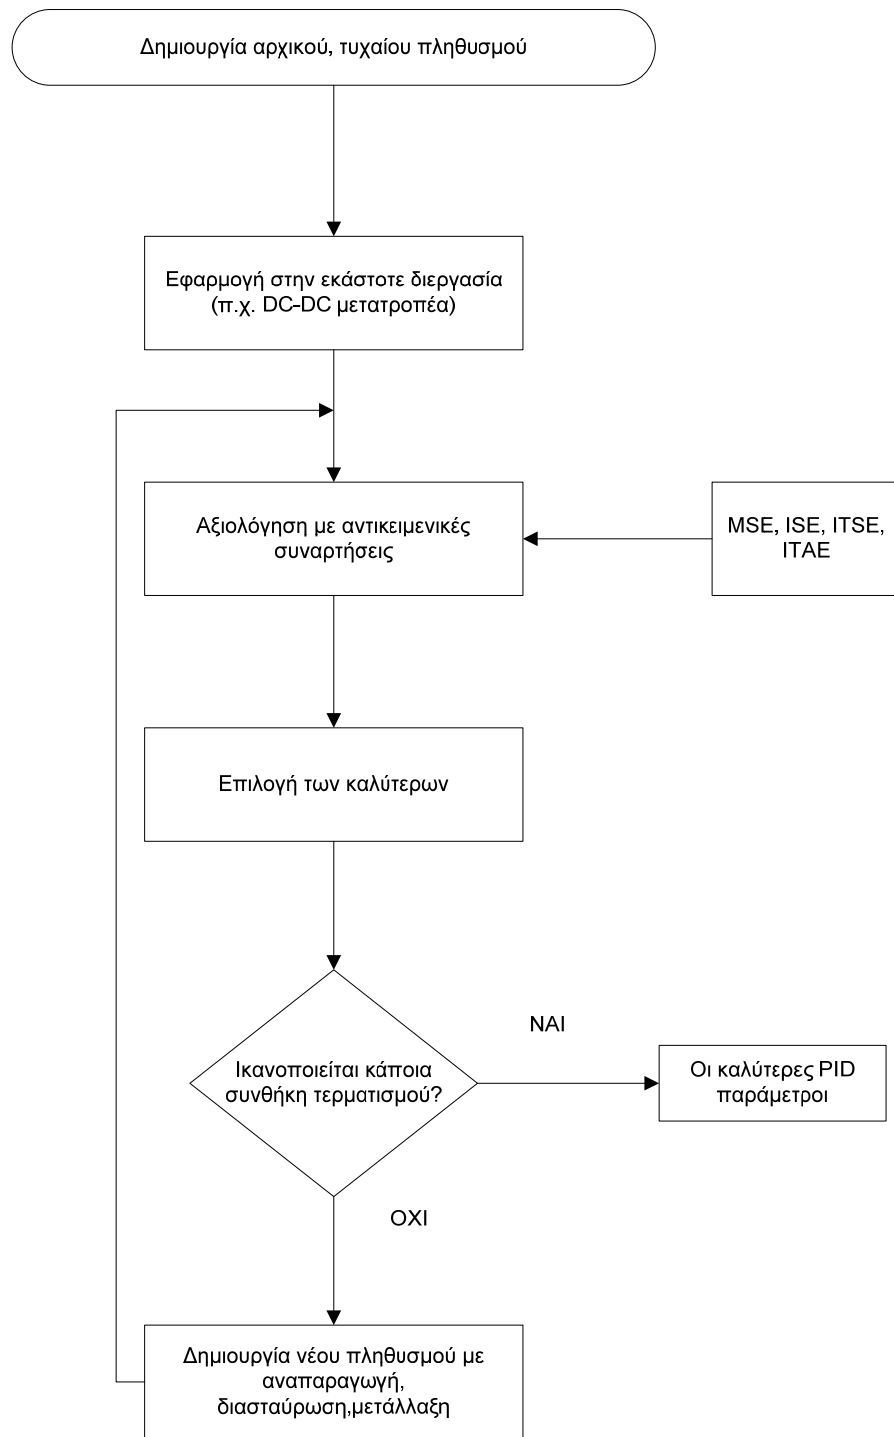 Δημιουργία αρχικού, τυχαίου πληθυσμού
Εφαρμογή στην εκάστοτε διεργασία
(π.χ. DC-DC μετατροπέα)
Αξιολόγηση με αντικειμενικές
συναρτήσεις
MSE, ISE, ITSE,
ITAE
Επιλογή των καλύτερων
Ικανοποιείται κάποια
συνθήκη τερματισμού?
ΝΑΙ
Οι καλύτερες PID
παράμετροι
ΟΧΙ
Δημιουργία νέου πληθυσμού με
αναπαραγωγή,
διασταύρωση,μετάλλαξη